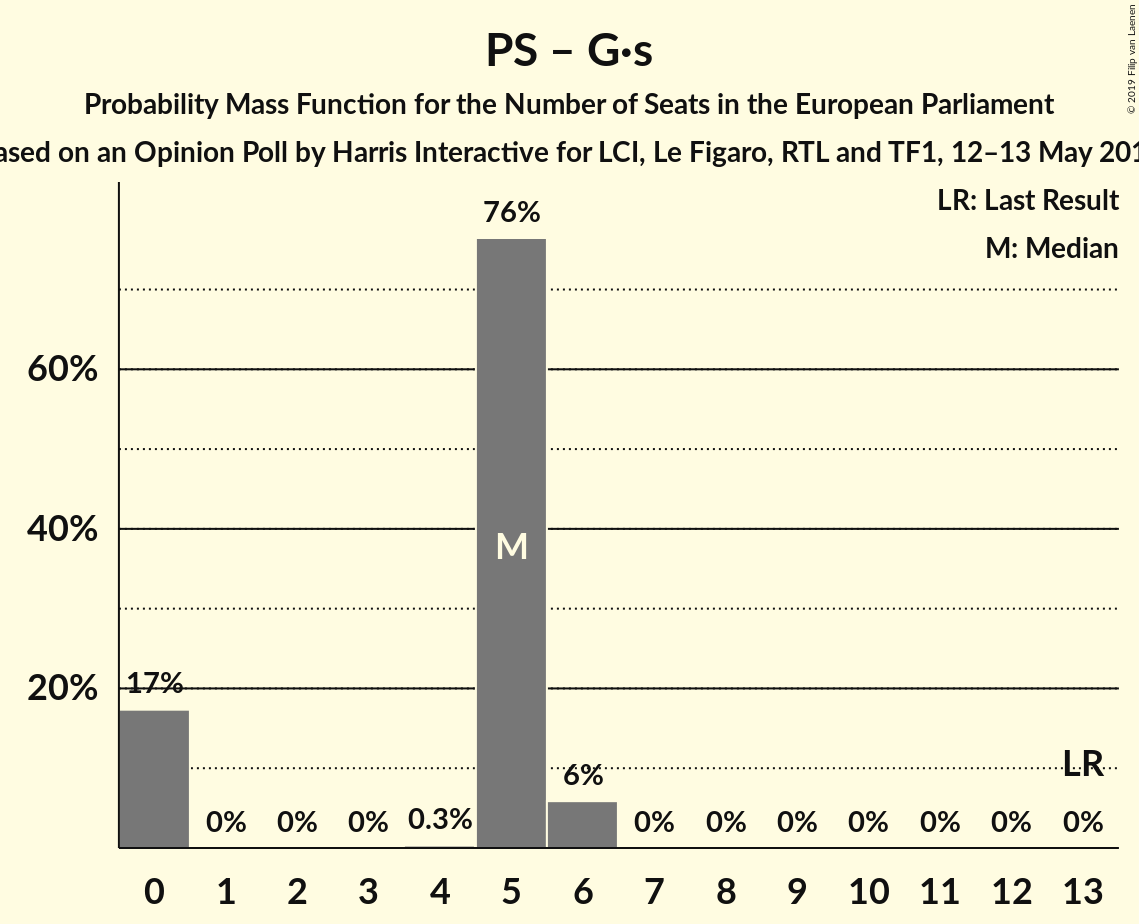 PS – G·s
Probability Mass Function for the Number of Seats in the European Parliament
on an Opinion Poll by Harris Interactive for LCI, Le Figaro, RTL and TF1, 12–13 May
© 2019 Filip van Laenen
LR: Last Result
M: Median
76%
60%
40%
M
20%
17%
0%
0%
0%
0.3%
6%
0%
0%
0%
0%
0%
0%
0%
LR
0 1 2 3 4 5 6 7 8 9 10 11 12 13